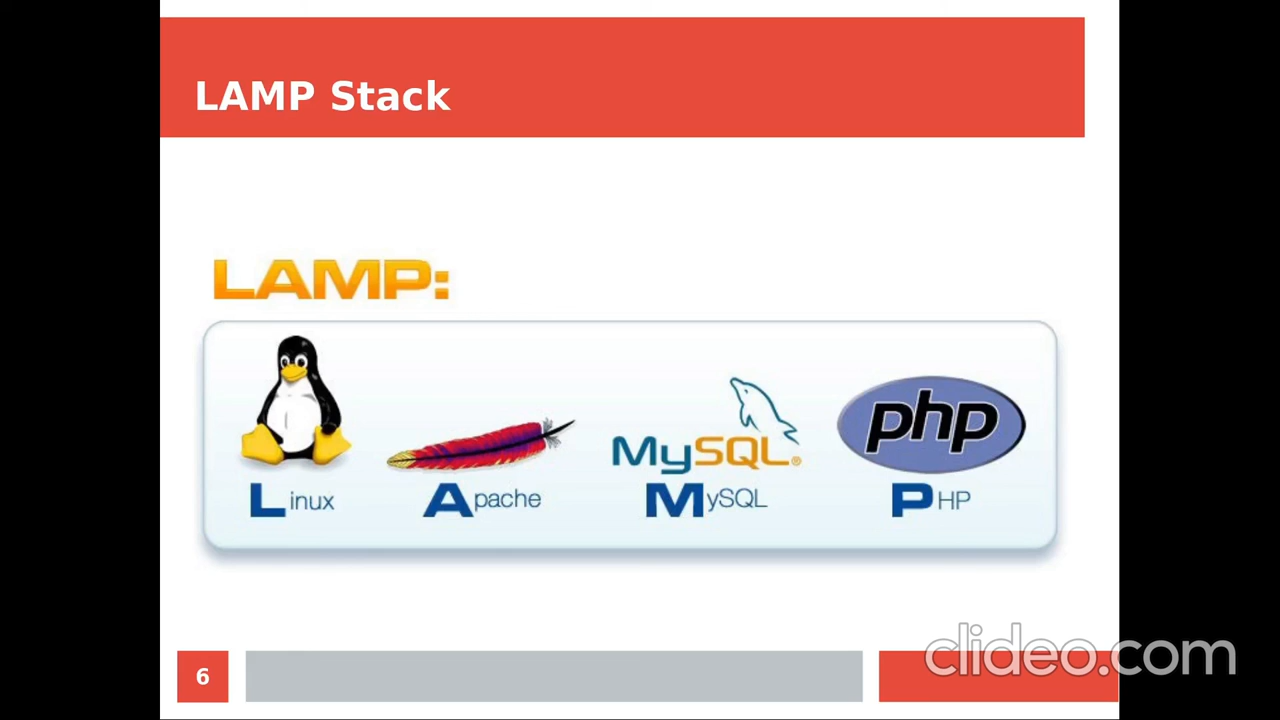 LAMP Stack
LAMP:
php
MySQL®
Linux
Apache
MySQL
PHP
6
clideo.com